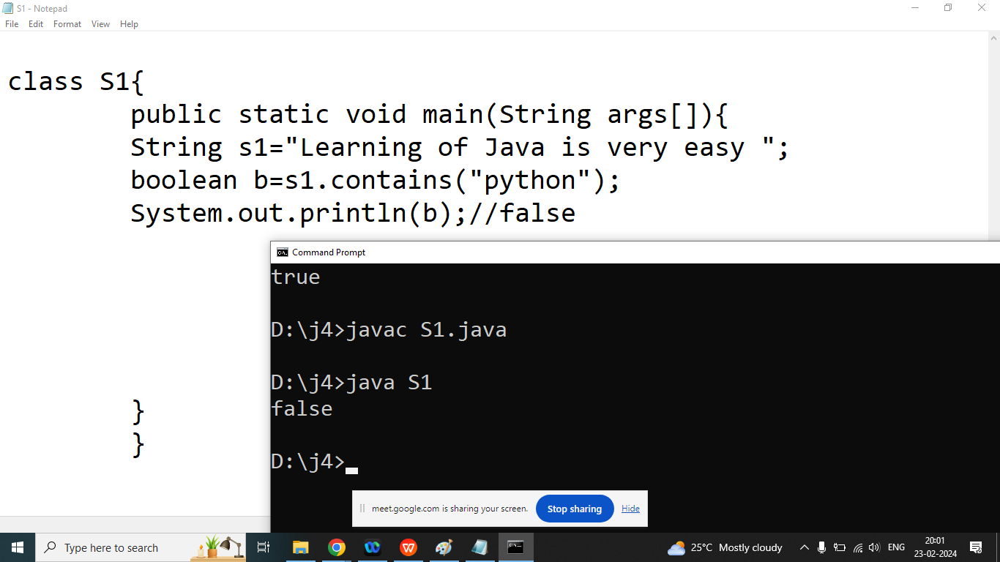 S1 - Notepad
File Edit Format View Help
class S1{
public static void main(String args[]){
String s1="Learning of Java is very easy ";
boolean b=s1.contains("python");
System.out.println(b);//false
}
}
Command Prompt
true
D:\j4>javac S1.java
D:\j4>java S1
false
D:\j4>
meet.google.com is sharing your screen. Stop sharing Hide
Type here to search
25°C Mostly cloudy
ENG
20:01
23-02-2024